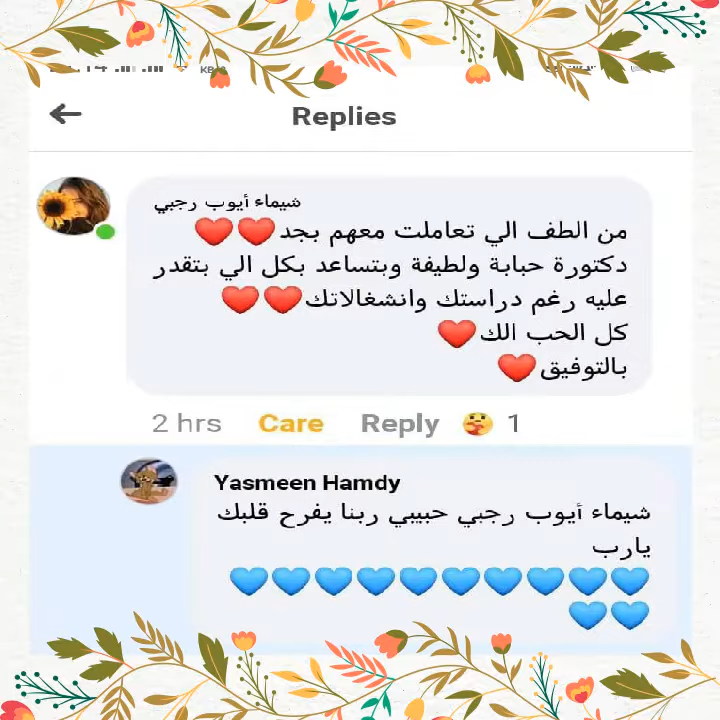 Replies
شيماء أيوب رجبي
من الطف الي تعاملت معهم بجد❤️❤️
دكتورة حبابة ولطيفة وبتساعد بكل الي بتقدر
عليه رغم دراستك وانشغالاتك❤️❤️
كل الحب الك❤️
بالتوفيق❤️
2 hrs Care Reply 1
Yasmeen Hamdy
شيماء أيوب رجبي حبيبي ربنا يفرح قلبك
يارب
💙💙💙💙💙💙💙💙💙💙
💙💙